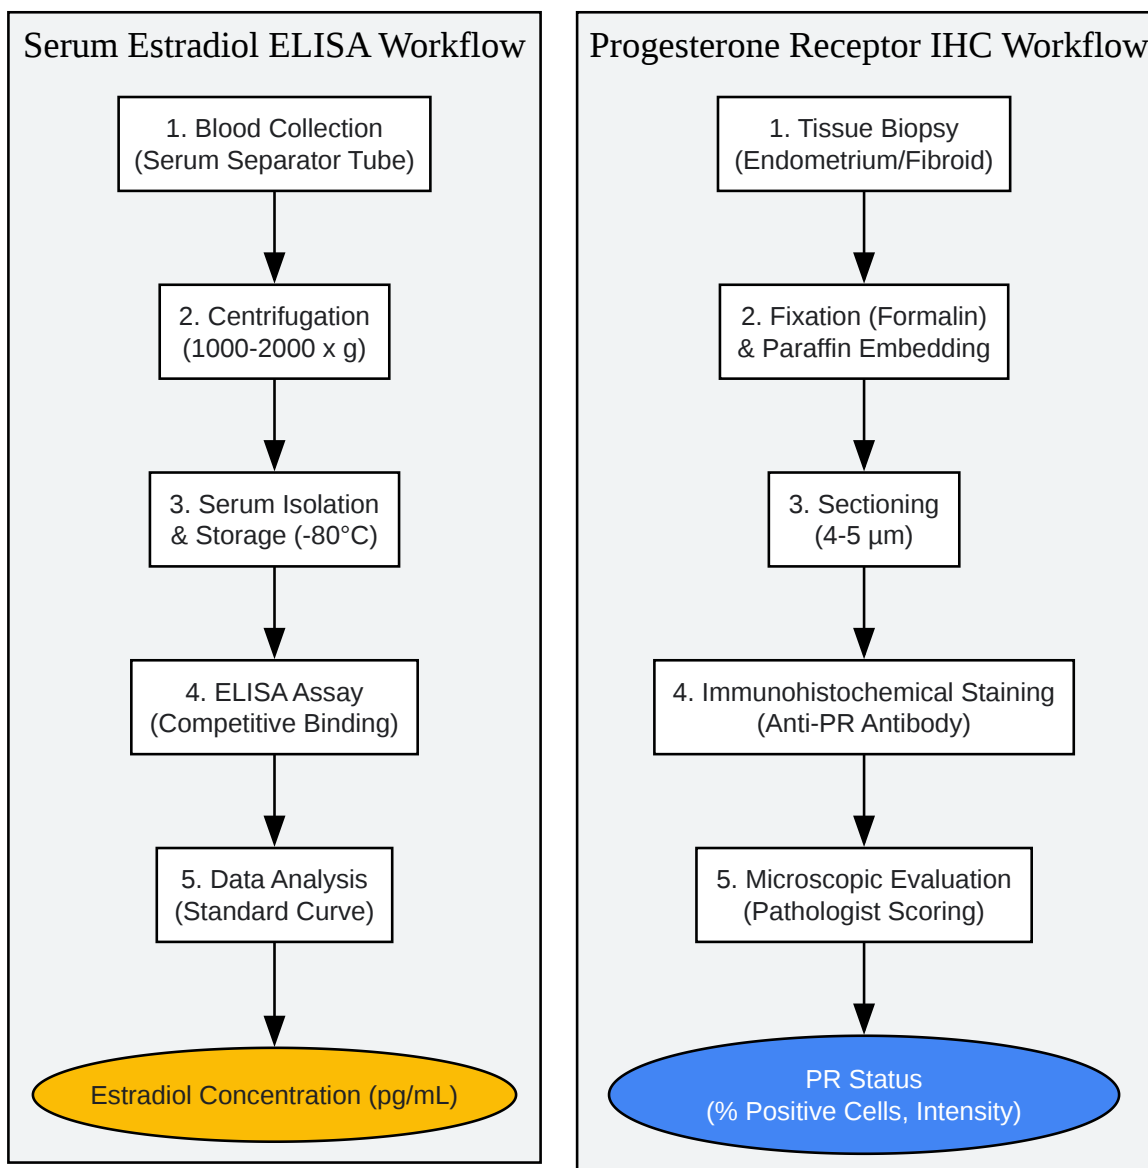 Serum Estradiol ELISA Workflow
1. Blood Collection
(Serum Separator Tube)
2. Centrifugation
(1000-2000 x g)
3. Serum Isolation
& Storage (-80°C)
4. ELISA Assay
(Competitive Binding)
5. Data Analysis
(Standard Curve)
Estradiol Concentration (pg/mL)
Progesterone Receptor IHC Workflow
1. Tissue Biopsy
(Endometrium/Fibroid)
2. Fixation (Formalin)
& Paraffin Embedding
3. Sectioning
(4-5 µm)
4. Immunohistochemical Staining
(Anti-PR Antibody)
5. Microscopic Evaluation
(Pathologist Scoring)
PR Status
(% Positive Cells, Intensity)